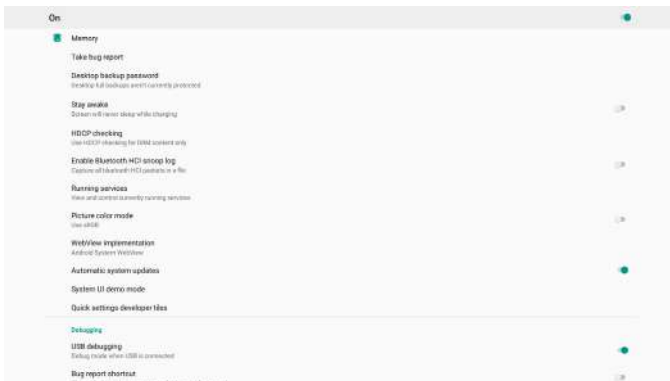 On
Memory
Take bug report
Desktop backup password
Desktop full backups aren't currently protected
Stay awake
Screen will never sleep while charging
HDCP checking
Use HDCP checking for DRM content only
Enable Bluetooth HCI snoop log
Capture all bluetooth HCI packets in a file
Running services
View and control currently running services
Picture color mode
Use sRGB
WebView implementation
Android System WebView
Automatic system updates
System UI demo mode
Quick settings developer tiles
Debugging
USB debugging
Debug mode when USB is connected
Bug report shortcut